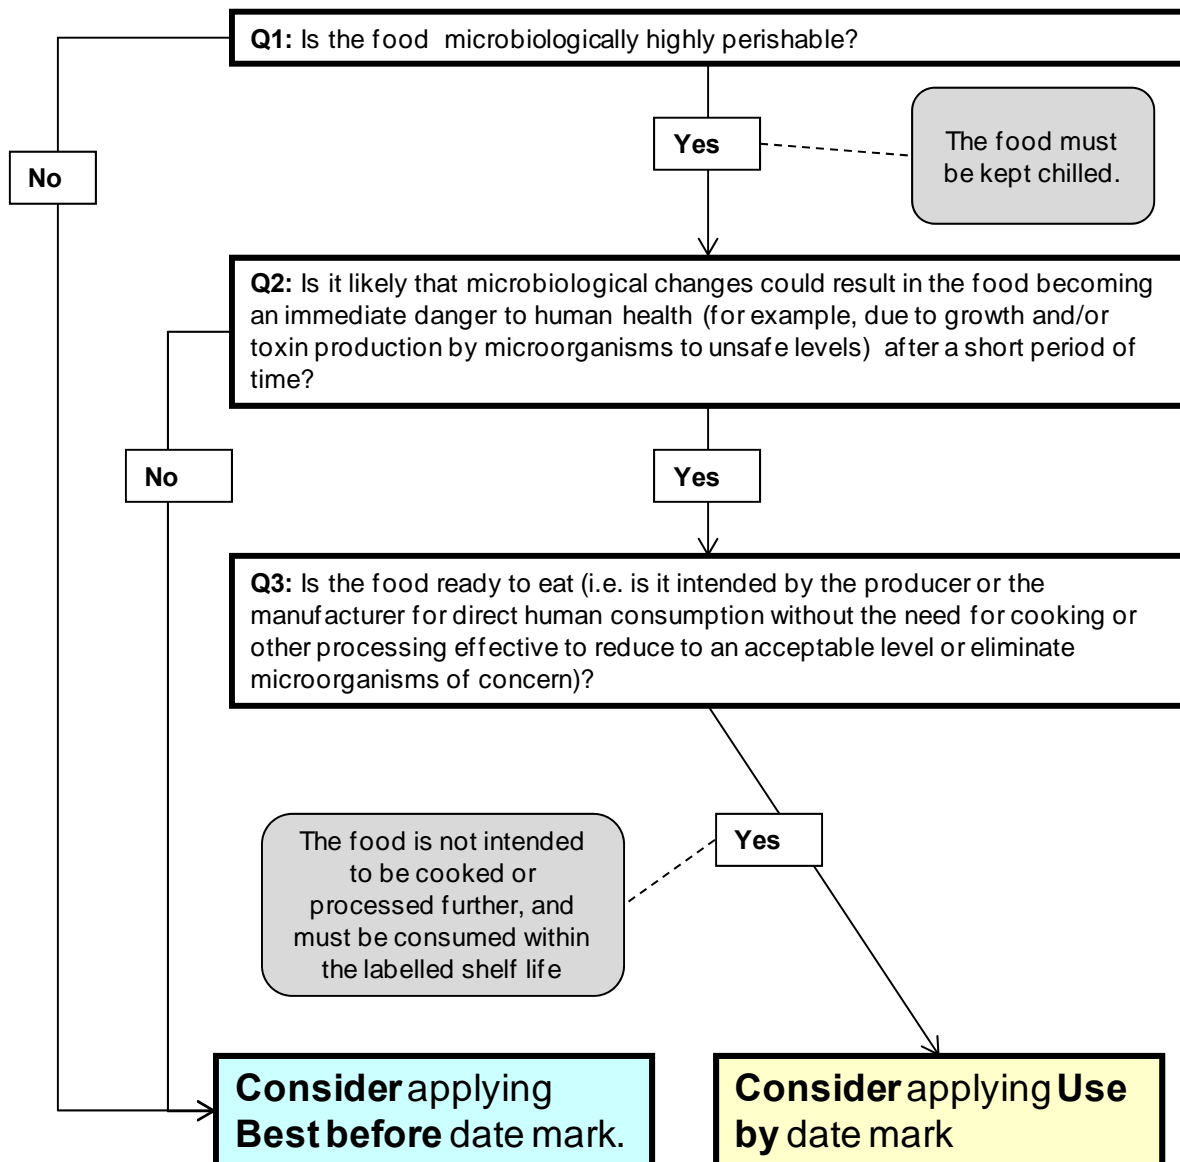 Q1: Is the food microbiologically highly perishable?
Yes
The food must
be kept chilled.
No
Q2: Is it likely that microbiological changes could result in the food becoming
an immediate danger to human health (for example, due to growth and/or
toxin production by microorganisms to unsafe levels) after a short period of
time?
No
Yes
Q3: Is the food ready to eat (i.e. is it intended by the producer or the
manufacturer for direct human consumption without the need for cooking or
other processing effective to reduce to an acceptable level or eliminate
microorganisms of concern)?
Yes
The food is not intended
to be cooked or
processed further, and
must be consumed within
the labelled shelf life
Consider applying
Best before date mark.
Consider applying Use
by date mark